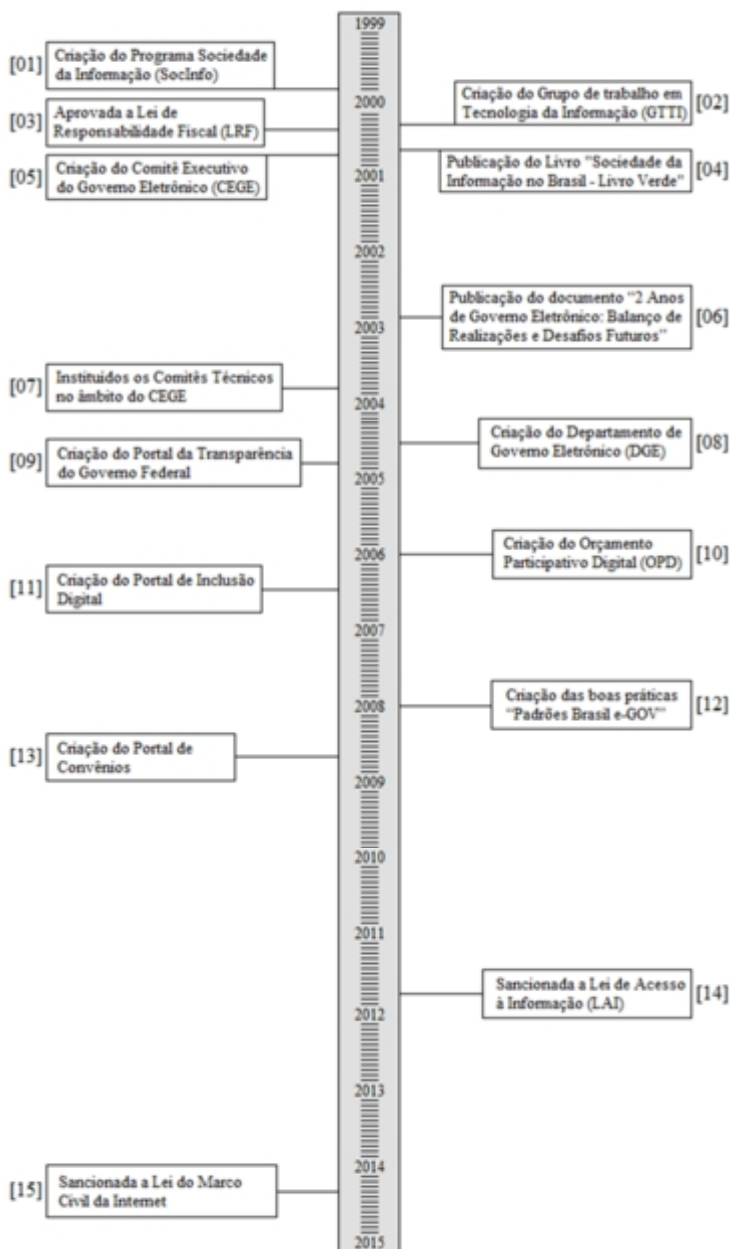 1999
[01] Criação do Programa Sociedade
da Informação (SocInfo)
2000
Criação do Grupo de trabalho em [02]
Tecnologia da Informação (GTTI)
[03] Aprovada a Lei de
Responsabilidade Fiscal (LRF)
[05] Criação do Comitê Executivo
do Governo Eletrônico (CEGE)
Publicação do Livro "Sociedade da [04]
Informação no Brasil - Livro Verde"
2001
2002
Publicação do documento “2 Anos
de Governo Eletrônico: Balanço de [06]
Realizações e Desafios Futuros”
2003
[07] Instituídos os Comitês Técnicos
no âmbito do CEGE
2004
Criação do Departamento de [08]
Governo Eletrônico (DGE)
[09] Criação do Portal da Transparência
do Governo Federal
2005
Criação do Orçamento [10]
Participativo Digital (OPD)
2006
[11] Criação do Portal de Inclusão
Digital
2007
Criação das boas práticas [12]
“Padrões Brasil e-GOV”
2008
[13] Criação do Portal de
Convênios
2009
2010
2011
Sancionada a Lei de Acesso [14]
à Informação (LAI)
2012
2013
2014
[15] Sancionada a Lei do Marco
Civil da Internet
2015